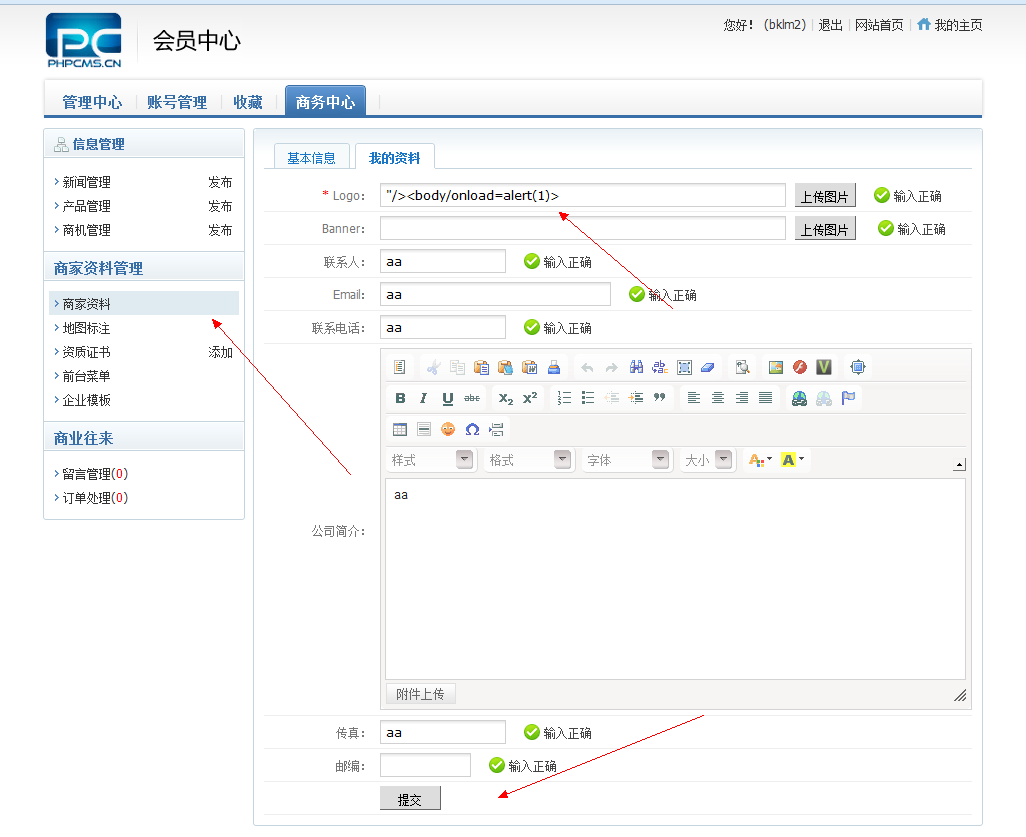 PHPCMS.CN
会员中心
您好！ (bklm2) 退出 网站首页 我的主页
管理中心 账号管理 收藏 商务中心
信息管理
新闻管理 发布
产品管理 发布
商机管理 发布
商家资料管理
商家资料
地图标注
资质证书 添加
前台菜单
企业模板
商业往来
留言管理(0)
订单处理(0)
基本信息 我的资料
* Logo: "/><body/onload=alert(1)> 上传图片 输入正确
Banner: 上传图片 输入正确
联系人: aa 输入正确
Email: aa 输入正确
联系电话: aa 输入正确
B I U abc X₂ X²
样式 格式 字体 大小 A A
公司简介: aa
附件上传
传真: aa 输入正确
邮编: 输入正确
提交